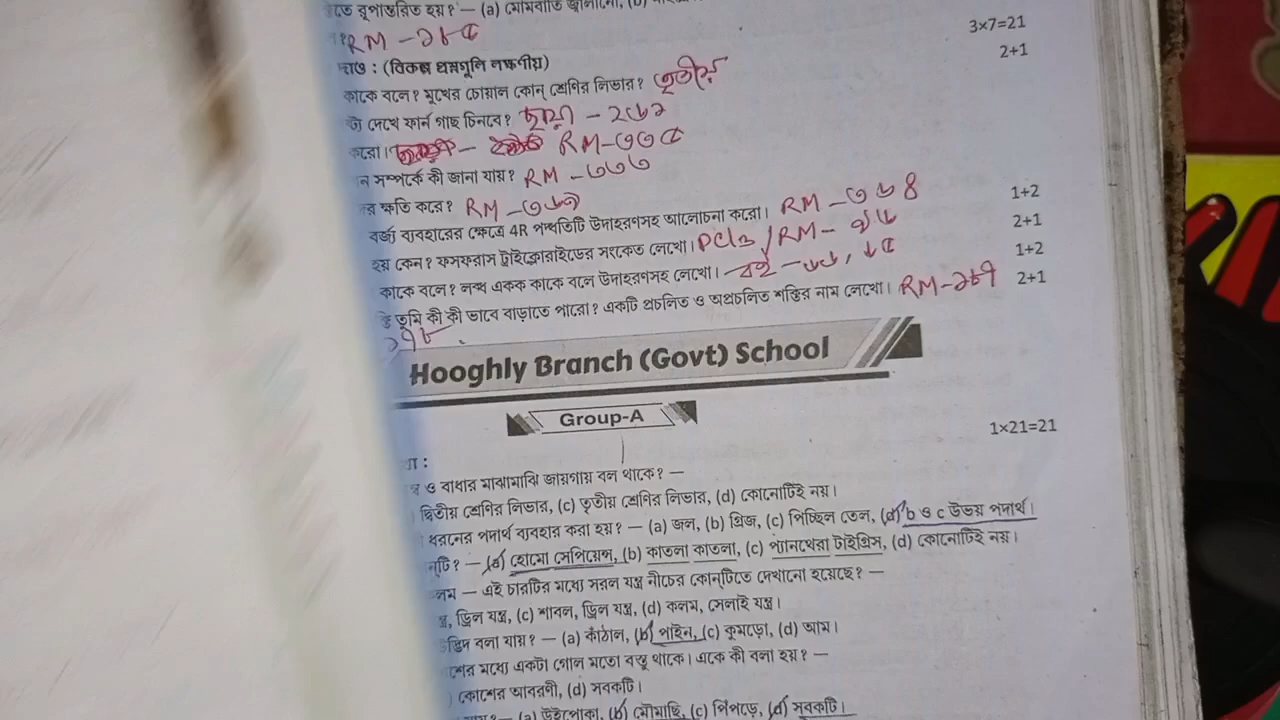 তে রূপান্তরিত হয়? — (a) মোমবাতি জ্বালানো, (b)
RM - ১৮৫
3×7=21
দাও : (বিকল্প প্রশ্নগুলি লক্ষণীয়)
2+1
কাকে বলে? মুখের চোয়াল কোন্ শ্রেণির লিভার? তৃতীয়
দেখে ফার্ন গাছ চিনবে? ছায়া - ২৬২
করো। RM-৩৩৫
ন সম্পর্কে কী জানা যায়? RM - ৩৩৩
ক্ষতি করে? RM -
বর্জ্য ব্যবহারের ক্ষেত্রে 4R পদ্ধতিটি উদাহরণসহ আলোচনা করো। RM - ৩৬৪
1+2
হয় কেন? ফসফরাস ট্রাইক্লোরাইডের সংকেত লেখো। PCl₃ / RM -
2+1
কাকে বলে? লব্ধ একক কাকে বলে উদাহরণসহ লেখো। বই -
1+2
তুমি কী কী ভাবে বাড়াতে পারো? একটি প্রচলিত ও অপ্রচলিত শক্তির নাম লেখো। RM-১৮৭
2+1
Hooghly Branch (Govt) School
Group-A
1×21=21
ও বাধার মাঝামাঝি জায়গায় বল থাকে? —
দ্বিতীয় শ্রেণির লিভার, (c) তৃতীয় শ্রেণির লিভার, (d) কোনোটিই নয়।
ধরনের পদার্থ ব্যবহার করা হয়? — (a) জল, (b) গ্রিজ, (c) পিচ্ছিল তেল, (d) b ও c উভয় পদার্থ।
নটি? — (a) হোমো সেপিয়েন্স, (b) কাতলা কাতলা, (c) প্যানথেরা টাইগ্রিস, (d) কোনোটিই নয়।
লম — এই চারটির মধ্যে সরল যন্ত্র নীচের কোন্‌টিতে দেখানো হয়েছে? —
ড্রিল যন্ত্র, (c) শাবল, ড্রিল যন্ত্র, (d) কলম, সেলাই যন্ত্র।
বলা যায়? — (a) কাঁঠাল, (b) পাইন, (c) কুমড়ো, (d) আম।
শের মধ্যে একটা গোল মতো বস্তু থাকে। একে কী বলা হয়? —
কোশের আবরণী, (d) সবকটি।
(a) উইপোকা, (b) মৌমাছি, (c) পিঁপড়ে, (d) সবকটি।